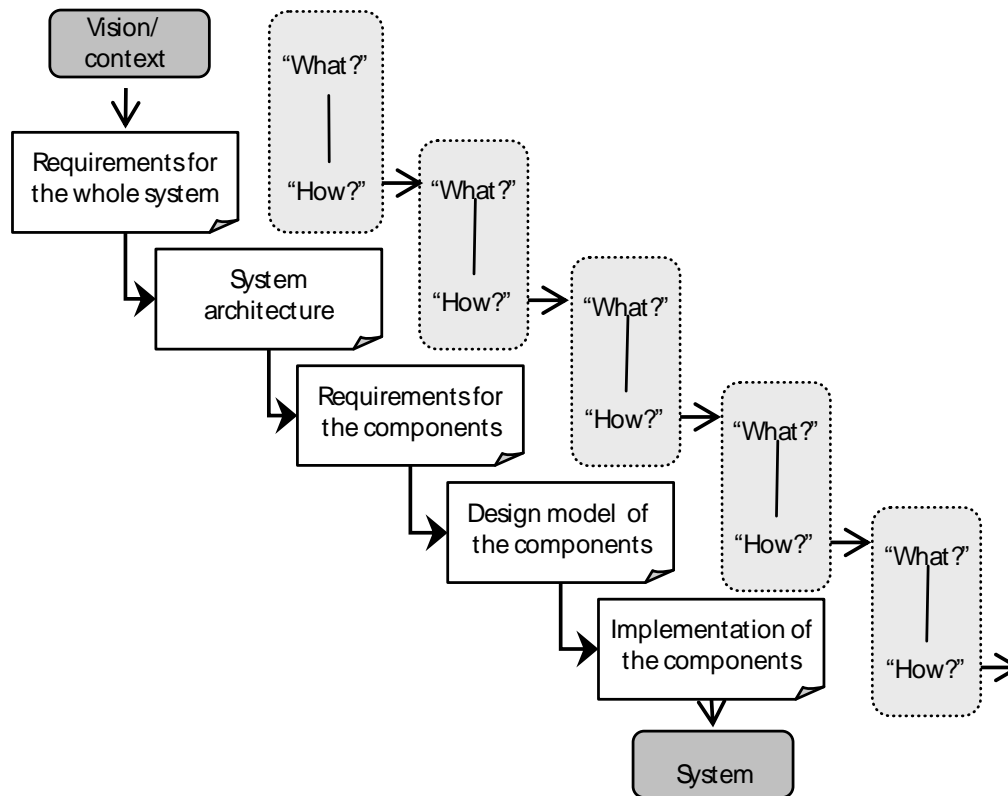 Vision/
context
“What?”
“How?”
Requirements for
the whole system
“What?”
“How?”
System
architecture
“What?”
“How?”
Requirements for
the components
“What?”
“How?”
Design model of
the components
“What?”
“How?”
Implementation of
the components
System